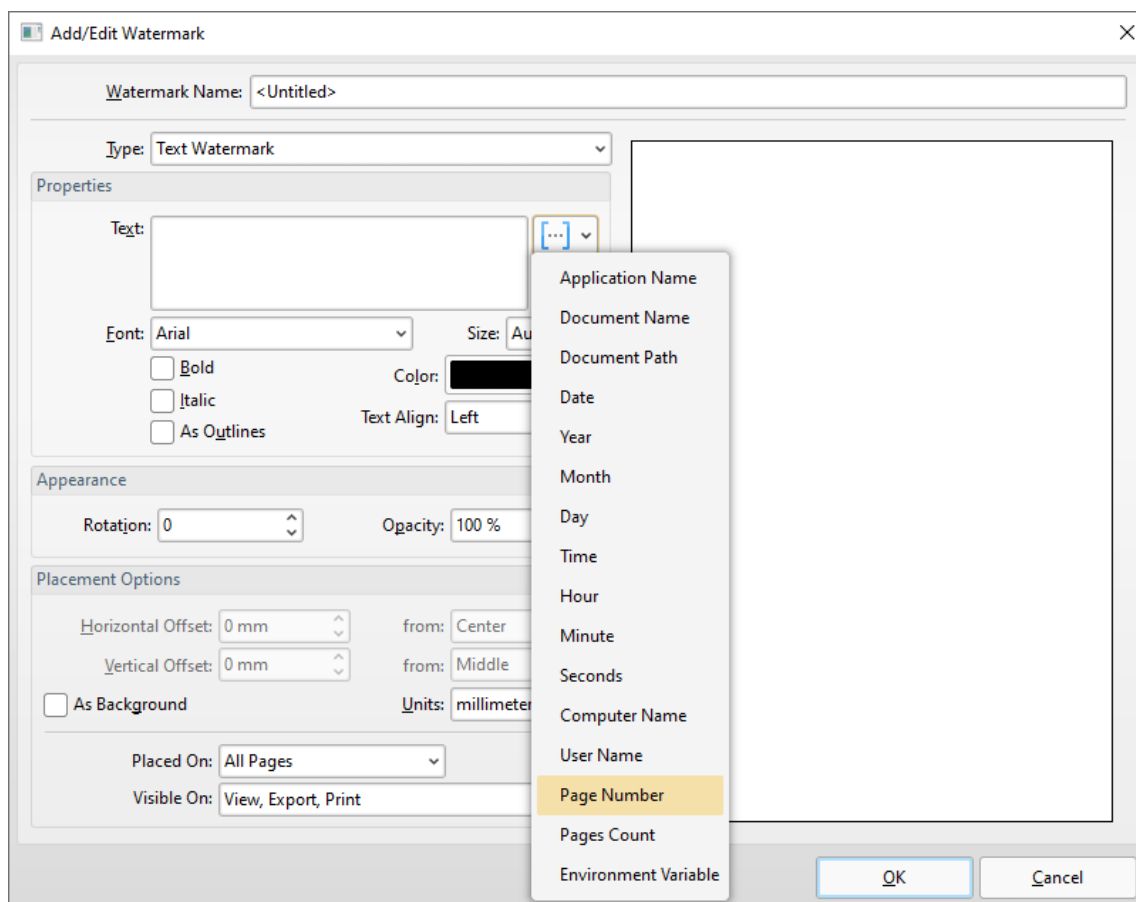 Add/Edit Watermark
Watermark Name: <Untitled>
Type: Text Watermark
Properties
Text:
[...]
Font: Arial
Size: Au
Bold
Color:
Italic
Text Align: Left
As Outlines
Appearance
Rotation: 0
Opacity: 100 %
Placement Options
Horizontal Offset: 0 mm
from: Center
Vertical Offset: 0 mm
from: Middle
As Background
Units: millimeter
Placed On: All Pages
Visible On: View, Export, Print
Application Name
Document Name
Document Path
Date
Year
Month
Day
Time
Hour
Minute
Seconds
Computer Name
User Name
Page Number
Pages Count
Environment Variable
OK
Cancel